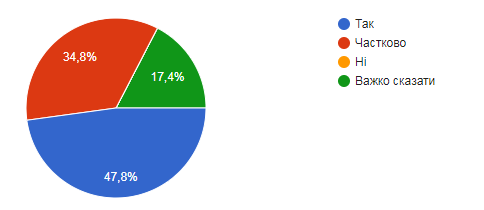 34,8%
17,4%
47,8%
Так
Частково
Ні
Важко сказати